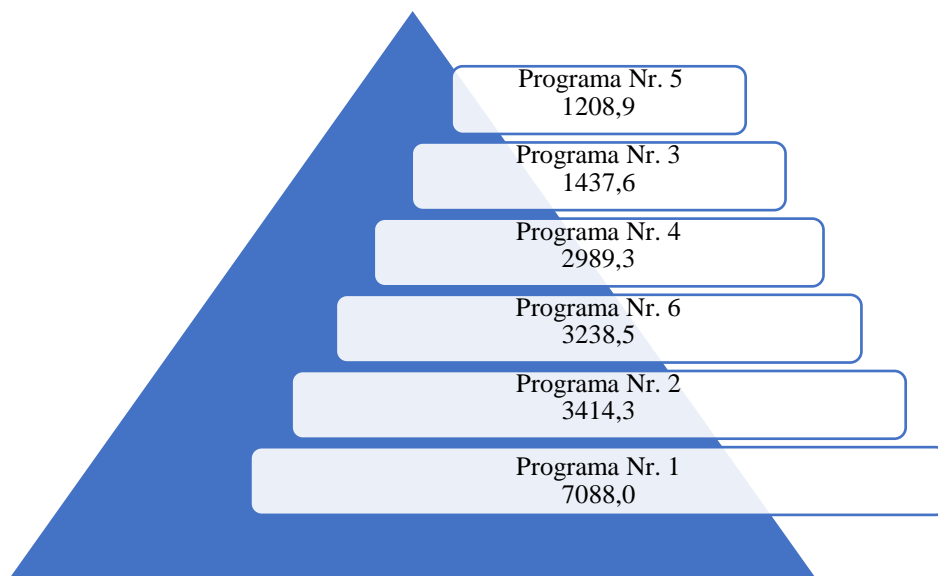 Programa Nr. 5
1208,9
Programa Nr. 3
1437,6
Programa Nr. 4
2989,3
Programa Nr. 6
3238,5
Programa Nr. 2
3414,3
Programa Nr. 1
7088,0